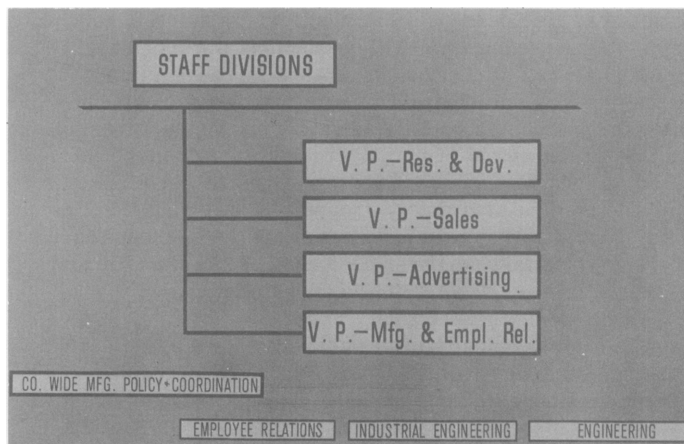 STAFF DIVISIONS
V. P.—Res. & Dev.
V. P.—Sales
V. P.—Advertising
V. P.—Mfg. & Empl. Rel.
CO. WIDE MFG. POLICY+COORDINATION
EMPLOYEE RELATIONS
INDUSTRIAL ENGINEERING
ENGINEERING